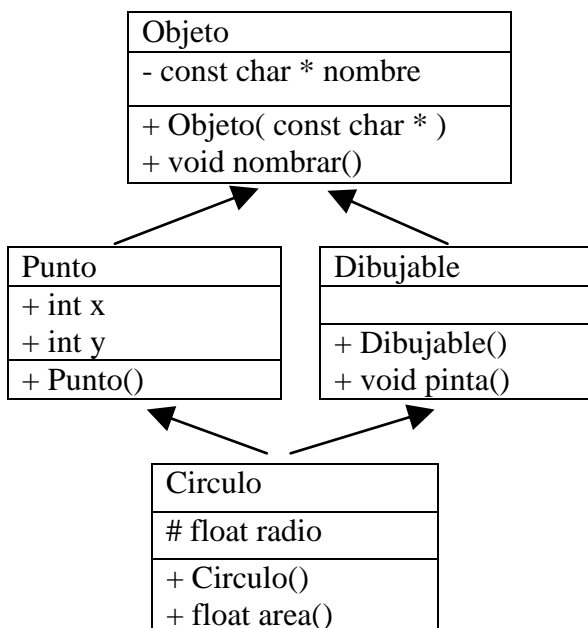 Objeto
- const char * nombre
+ Objeto( const char * )
+ void nombrar()
Punto
+ int x
+ int y
+ Punto()
Dibujable
+ Dibujable()
+ void pinta()
Circulo
# float radio
+ Circulo()
+ float area()